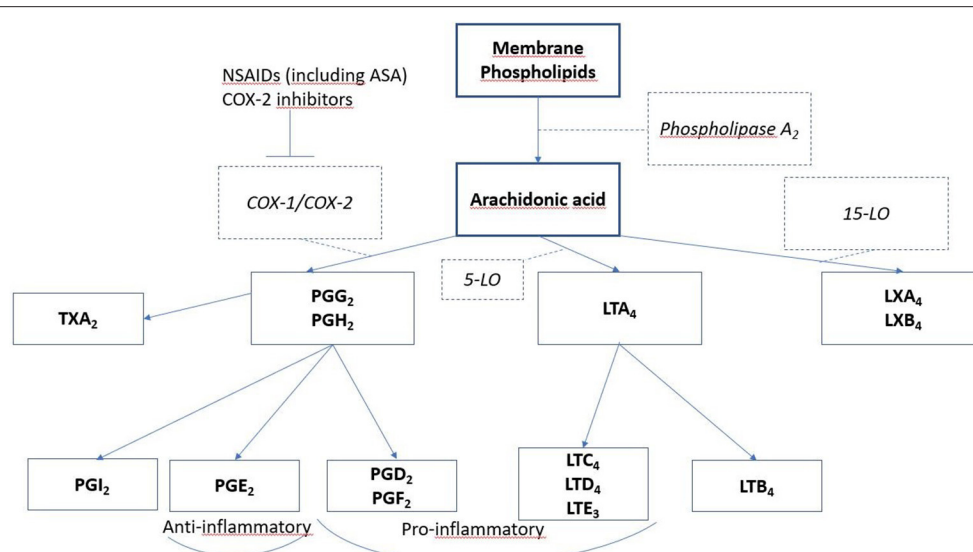 Membrane
Phospholipids
NSAIDs (including ASA)
COX-2 inhibitors
Phospholipase A₂
COX-1/COX-2
Arachidonic acid
15-LO
5-LO
TXA₂
PGG₂
PGH₂
LTA₄
LXA₄
LXB₄
PGI₂
PGE₂
PGD₂
PGF₂
LTC₄
LTD₄
LTE₃
LTB₄
Anti-inflammatory
Pro-inflammatory